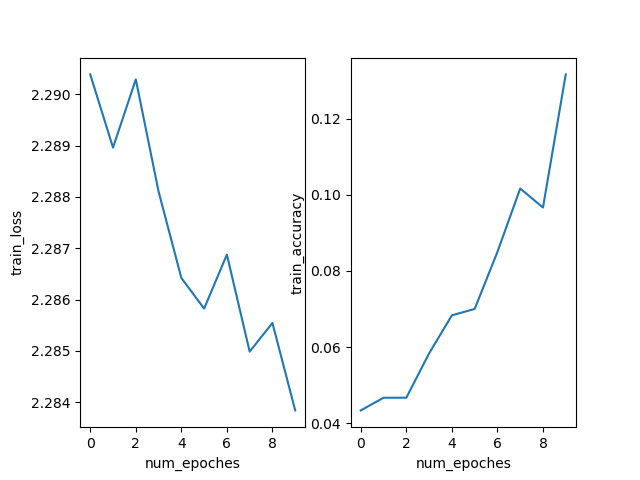 2.290
2.289
2.288
2.287
2.286
2.285
2.284
train_loss
0 2 4 6 8
num_epoches
0.12
0.10
0.08
0.06
0.04
train_accuracy
0 2 4 6 8
num_epoches